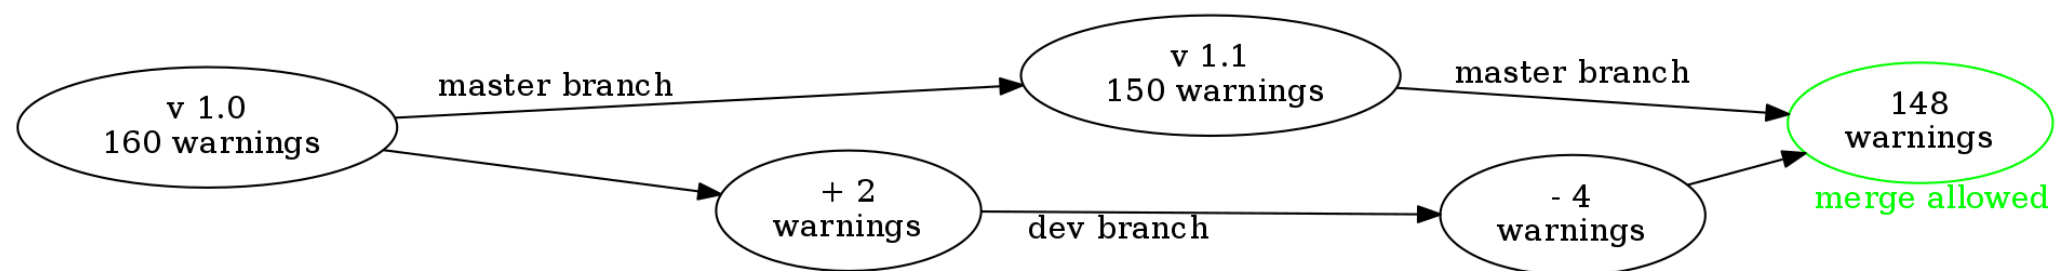 v 1.0
160 warnings
master branch
v 1.1
150 warnings
master branch
148
warnings
merge allowed
+ 2
warnings
dev branch
- 4
warnings